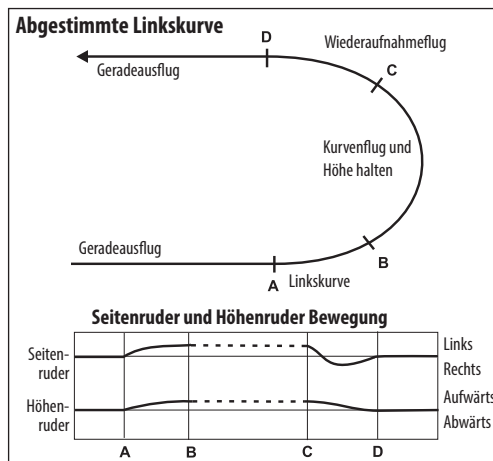 Abgestimmte Linkskurve
D
Wiederaufnahmeflug
Geradeausflug
C
Kurvenflug und
Höhe halten
Geradeausflug
B
A
Linkskurve
Seitenruder und Höhenruder Bewegung
Seiten-
ruder
Links
Rechts
Höhen-
ruder
Aufwärts
Abwärts
A B C D